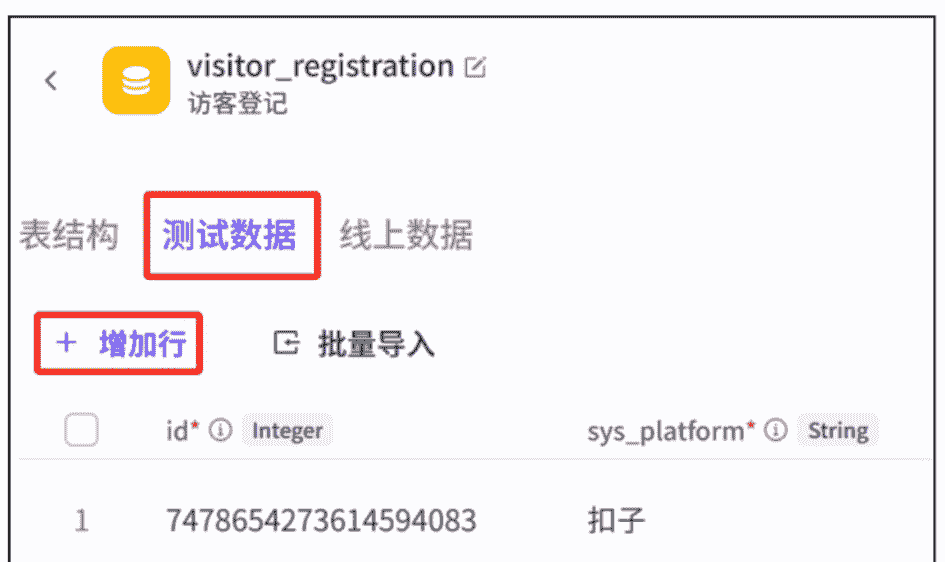 visitor_registration
访客登记
表结构 测试数据 线上数据
+ 增加行 批量导入
id* Integer sys_platform* String
1 7478654273614594083 扣子